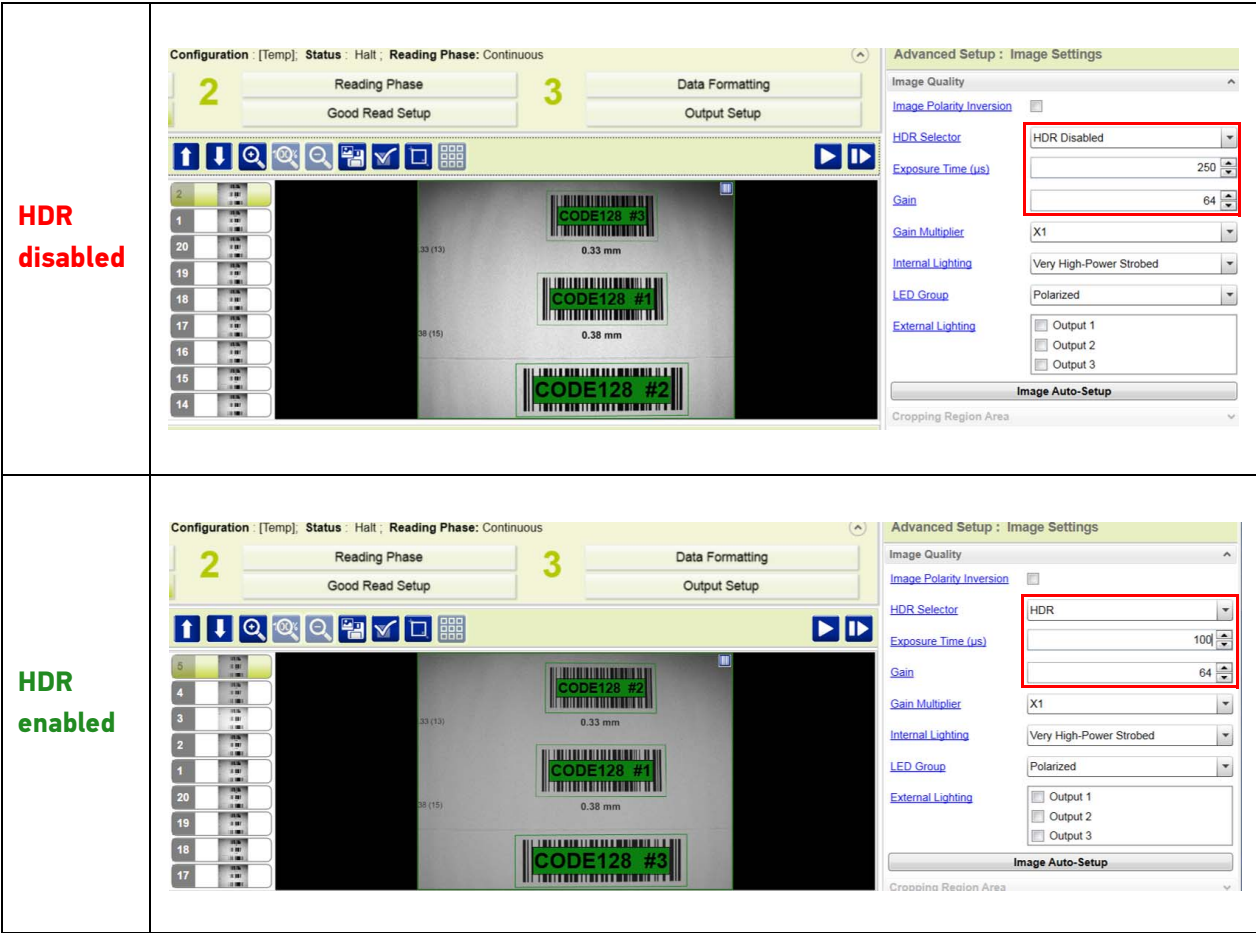 HDR
disabled
Configuration : [Temp]; Status : Halt ; Reading Phase: Continuous
2
Reading Phase
Good Read Setup
3
Data Formatting
Output Setup
2
1
20
19
18
17
16
15
14
CODE128 #3
.33 (13)
0.33 mm
CODE128 #1
38 (15)
0.38 mm
CODE128 #2
Advanced Setup : Image Settings
Image Quality
Image Polarity Inversion
HDR Selector
HDR Disabled
Exposure Time (µs)
250
Gain
64
Gain Multiplier
X1
Internal Lighting
Very High-Power Strobed
LED Group
Polarized
External Lighting
Output 1
Output 2
Output 3
Image Auto-Setup
Cropping Region Area
HDR
enabled
Configuration : [Temp]; Status : Halt ; Reading Phase: Continuous
2
Reading Phase
Good Read Setup
3
Data Formatting
Output Setup
5
4
3
2
1
20
19
18
17
CODE128 #2
.33 (13)
0.33 mm
CODE128 #1
38 (15)
0.38 mm
CODE128 #3
Advanced Setup : Image Settings
Image Quality
Image Polarity Inversion
HDR Selector
HDR
Exposure Time (µs)
100
Gain
64
Gain Multiplier
X1
Internal Lighting
Very High-Power Strobed
LED Group
Polarized
External Lighting
Output 1
Output 2
Output 3
Image Auto-Setup
Cropping Region Area